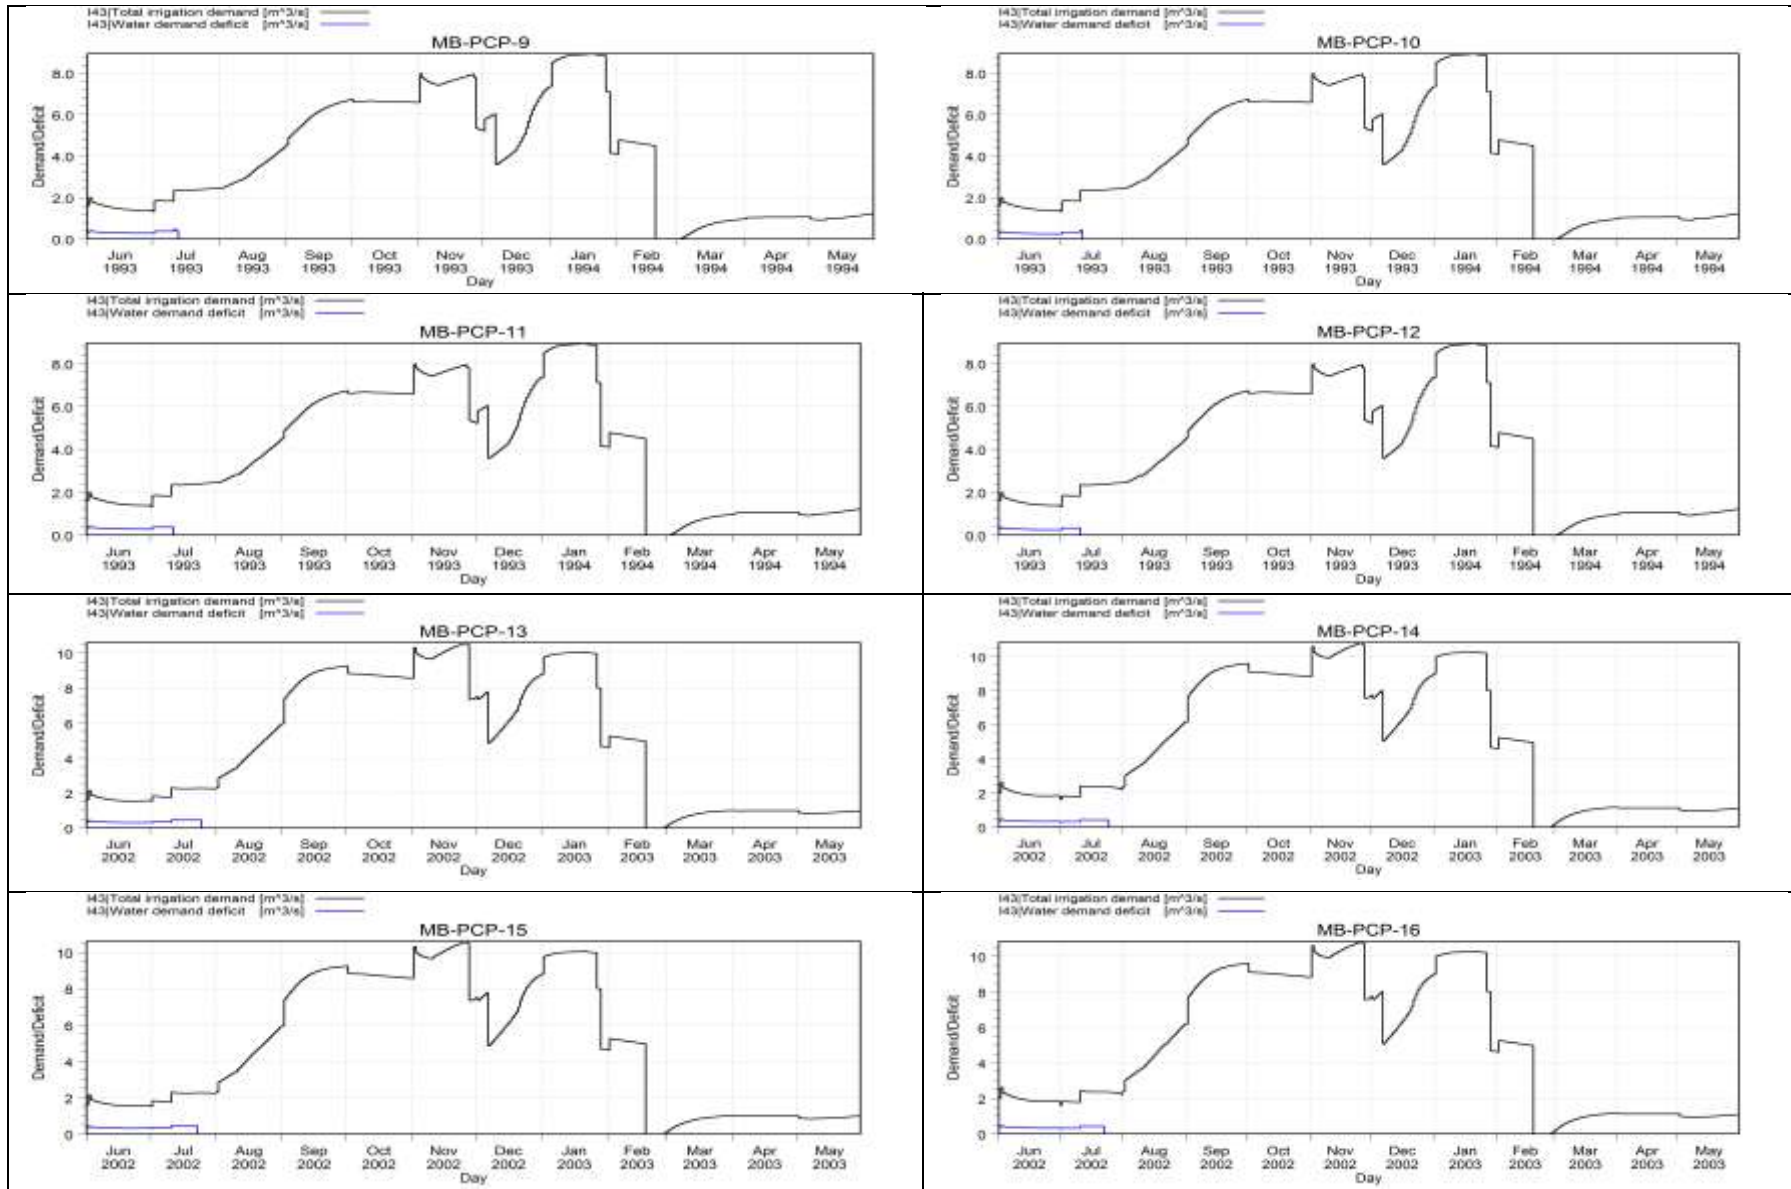 I43|Total irrigation demand [m^3/s]
I43|Water demand deficit [m^3/s]
MB-PCP-9
Demand/Deficit
8.0
6.0
4.0
2.0
0.0
Jun Jul Aug Sep Oct Nov Dec Jan Feb Mar Apr May
1993 1993 1993 1993 1993 1993 1993 1994 1994 1994 1994 1994
Day
I43|Total irrigation demand [m^3/s]
I43|Water demand deficit [m^3/s]
MB-PCP-10
Demand/Deficit
8.0
6.0
4.0
2.0
0.0
Jun Jul Aug Sep Oct Nov Dec Jan Feb Mar Apr May
1993 1993 1993 1993 1993 1993 1993 1994 1994 1994 1994 1994
Day
I43|Total irrigation demand [m^3/s]
I43|Water demand deficit [m^3/s]
MB-PCP-11
Demand/Deficit
8.0
6.0
4.0
2.0
0.0
Jun Jul Aug Sep Oct Nov Dec Jan Feb Mar Apr May
1993 1993 1993 1993 1993 1993 1993 1994 1994 1994 1994 1994
Day
I43|Total irrigation demand [m^3/s]
I43|Water demand deficit [m^3/s]
MB-PCP-12
Demand/Deficit
8.0
6.0
4.0
2.0
0.0
Jun Jul Aug Sep Oct Nov Dec Jan Feb Mar Apr May
1993 1993 1993 1993 1993 1993 1993 1994 1994 1994 1994 1994
Day
I43|Total irrigation demand [m^3/s]
I43|Water demand deficit [m^3/s]
MB-PCP-13
Demand/Deficit
10
8
6
4
2
0
Jun Jul Aug Sep Oct Nov Dec Jan Feb Mar Apr May
2002 2002 2002 2002 2002 2002 2002 2003 2003 2003 2003 2003
Day
I43|Total irrigation demand [m^3/s]
I43|Water demand deficit [m^3/s]
MB-PCP-14
Demand/Deficit
10
8
6
4
2
0
Jun Jul Aug Sep Oct Nov Dec Jan Feb Mar Apr May
2002 2002 2002 2002 2002 2002 2002 2003 2003 2003 2003 2003
Day
I43|Total irrigation demand [m^3/s]
I43|Water demand deficit [m^3/s]
MB-PCP-15
Demand/Deficit
10
8
6
4
2
0
Jun Jul Aug Sep Oct Nov Dec Jan Feb Mar Apr May
2002 2002 2002 2002 2002 2002 2002 2003 2003 2003 2003 2003
Day
I43|Total irrigation demand [m^3/s]
I43|Water demand deficit [m^3/s]
MB-PCP-16
Demand/Deficit
10
8
6
4
2
0
Jun Jul Aug Sep Oct Nov Dec Jan Feb Mar Apr May
2002 2002 2002 2002 2002 2002 2002 2003 2003 2003 2003 2003
Day